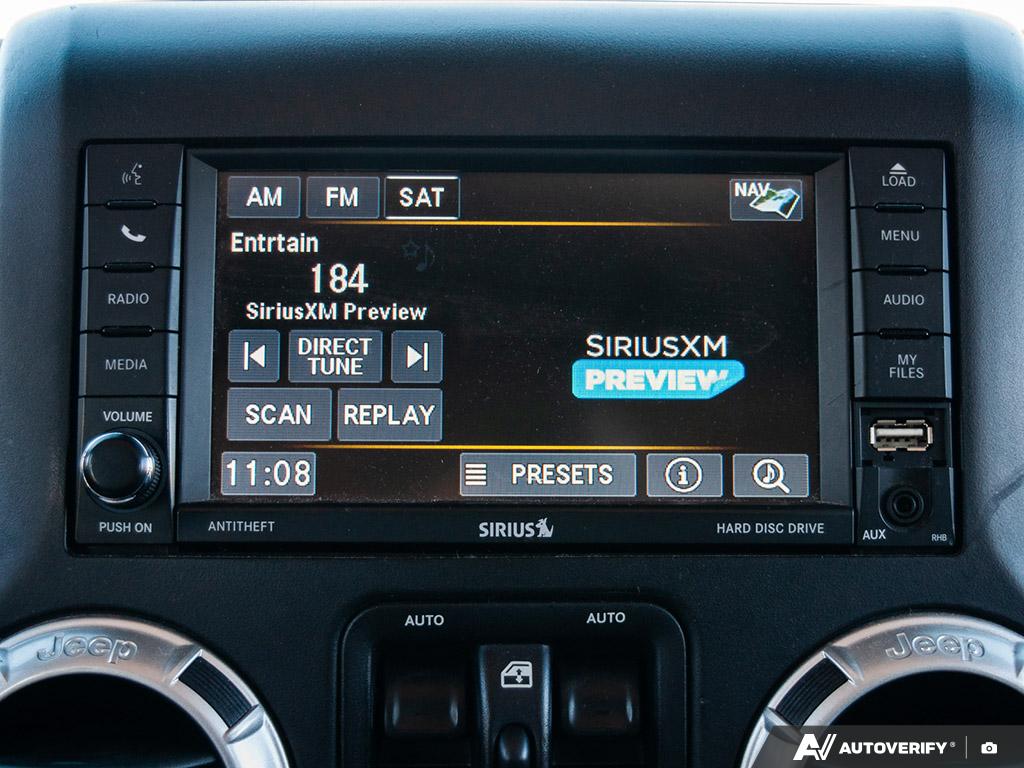 AM FM SAT NAV
Entrtain
184
SiriusXM Preview
DIRECT
TUNE
SCAN REPLAY
SIRIUSXM
PREVIEW
11:08 PRESETS
RADIO
MEDIA
VOLUME
PUSH ON
LOAD
MENU
AUDIO
MY
FILES
AUX RHB
ANTITHEFT SIRIUS HARD DISC DRIVE
AUTO AUTO
Jeep Jeep
AUTOVERIFY®